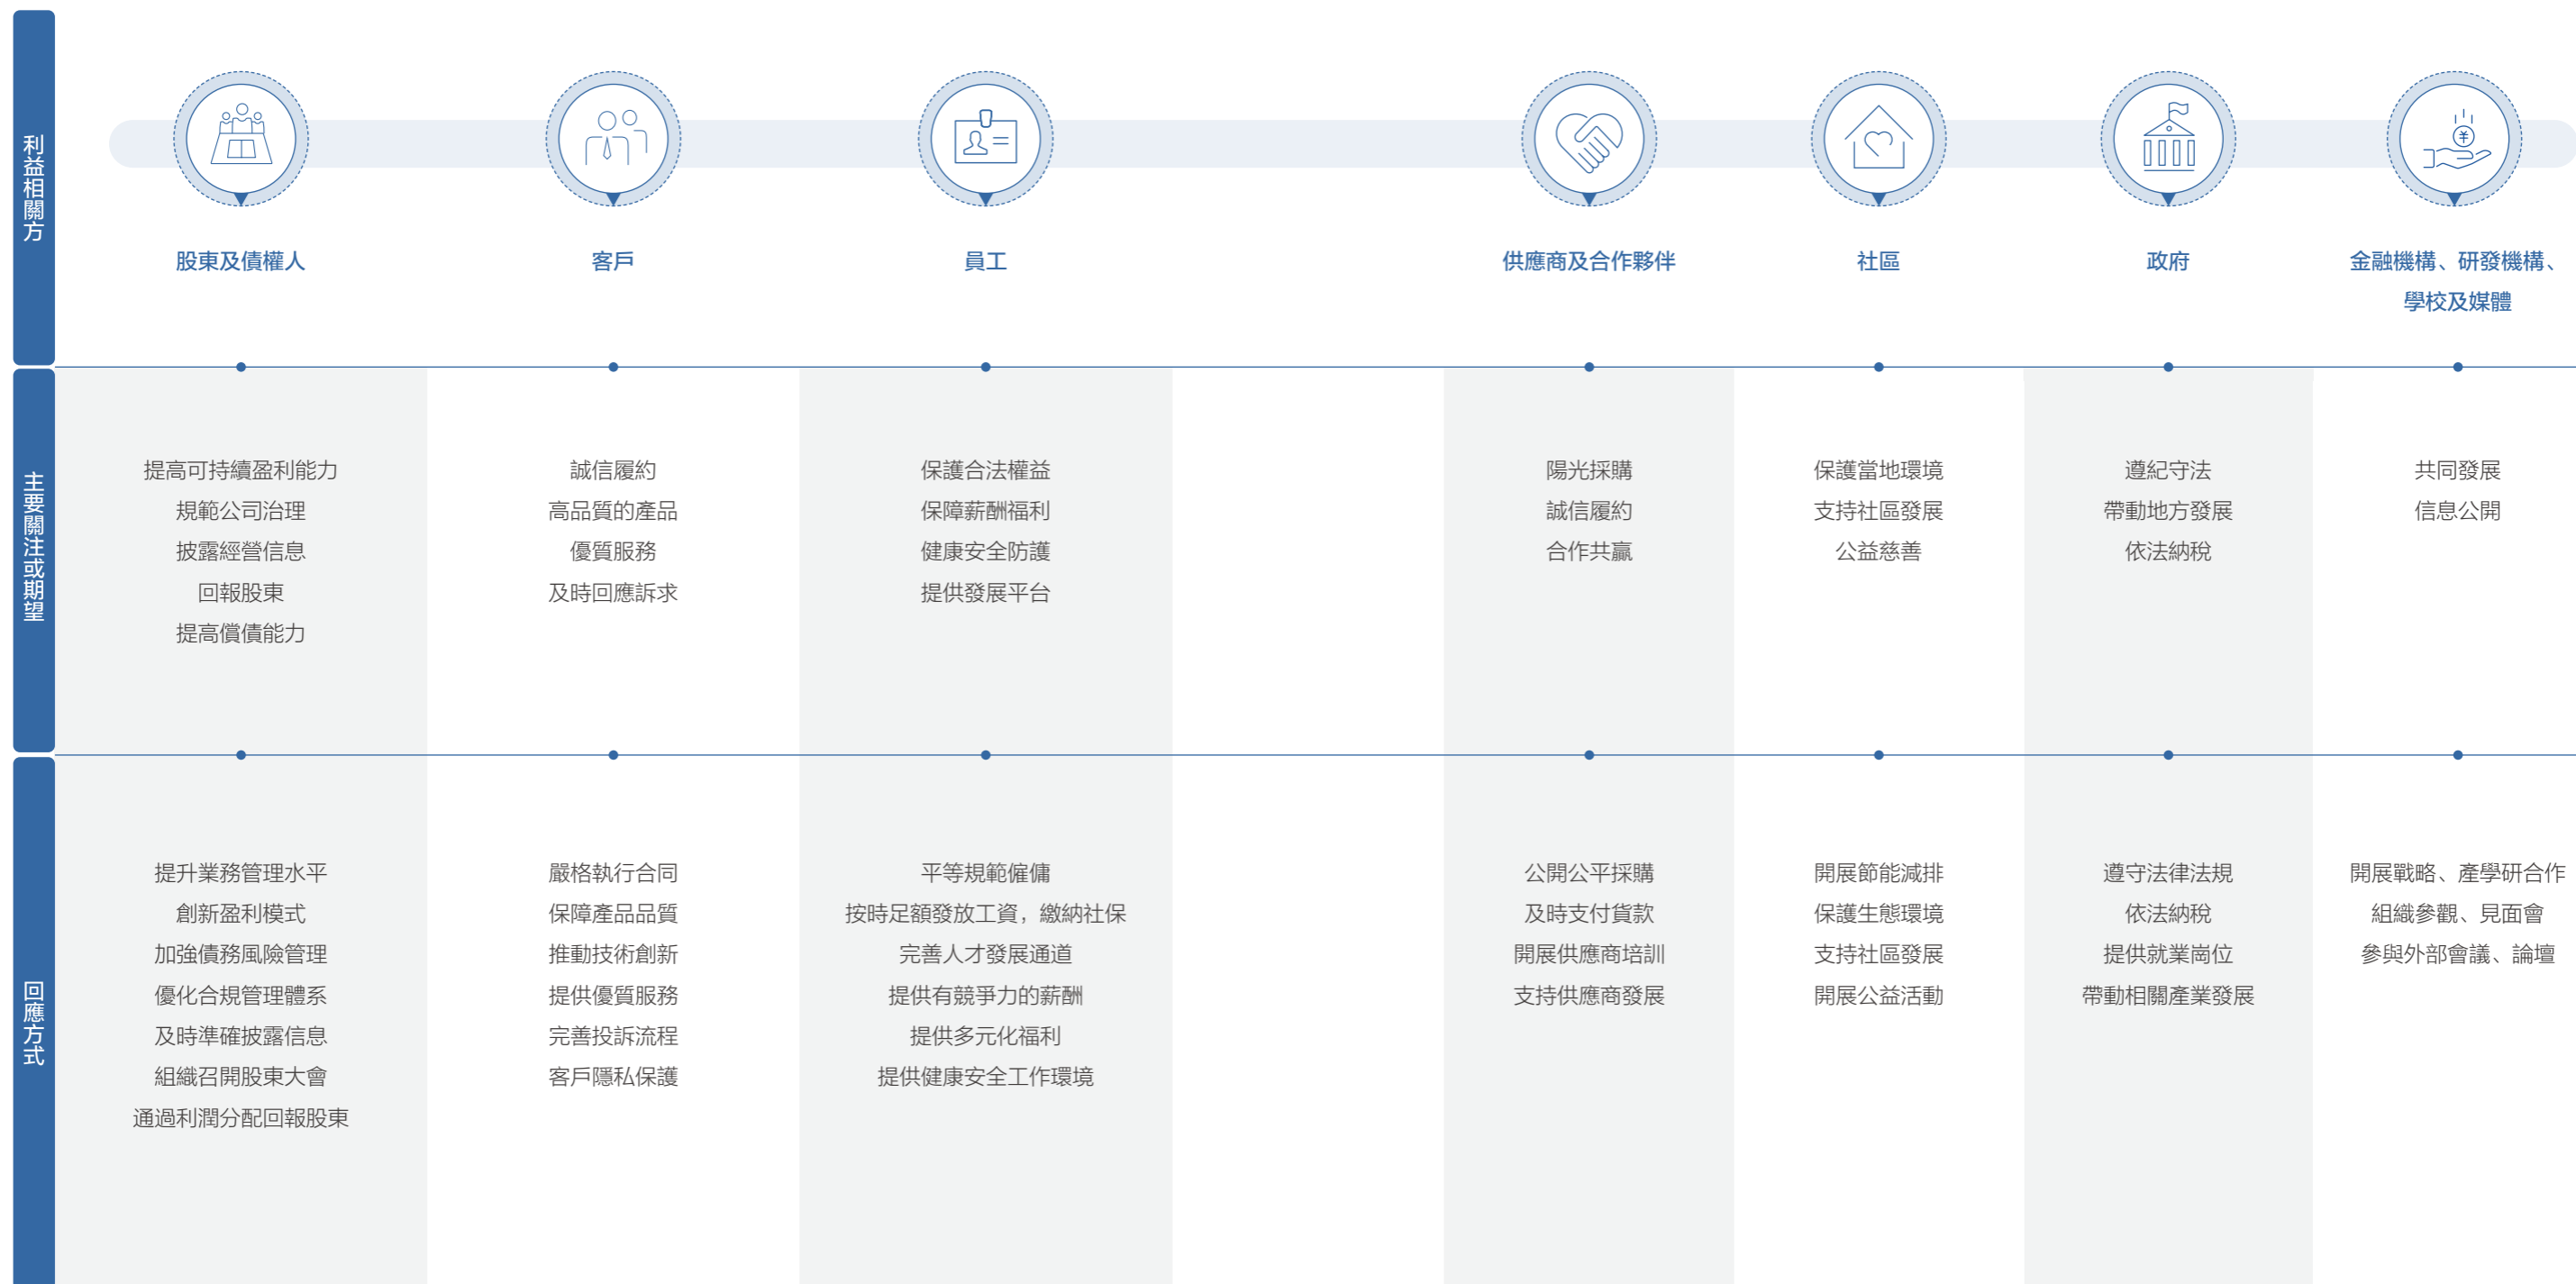 利益相關方
股東及債權人
客戶
員工
供應商及合作夥伴
社區
政府
金融機構、研發機構、
學校及媒體
主要關注或期望
提高可持續盈利能力
規範公司治理
披露經營信息
回報股東
提高償債能力
誠信履約
高品質的產品
優質服務
及時回應訴求
保護合法權益
保障薪酬福利
健康安全防護
提供發展平台
陽光採購
誠信履約
合作共贏
保護當地環境
支持社區發展
公益慈善
遵紀守法
帶動地方發展
依法納稅
共同發展
信息公開
回應方式
提升業務管理水平
創新盈利模式
加強債務風險管理
優化合規管理體系
及時準確披露信息
組織召開股東大會
通過利潤分配回報股東
嚴格執行合同
保障產品品質
推動技術創新
提供優質服務
完善投訴流程
客戶隱私保護
平等規範僱傭
按時足額發放工資，繳納社保
完善人才發展通道
提供有競爭力的薪酬
提供多元化福利
提供健康安全工作環境
公開公平採購
及時支付貨款
開展供應商培訓
支持供應商發展
開展節能減排
保護生態環境
支持社區發展
開展公益活動
遵守法律法規
依法納稅
提供就業崗位
帶動相關產業發展
開展戰略、產學研合作
組織參觀、見面會
參與外部會議、論壇